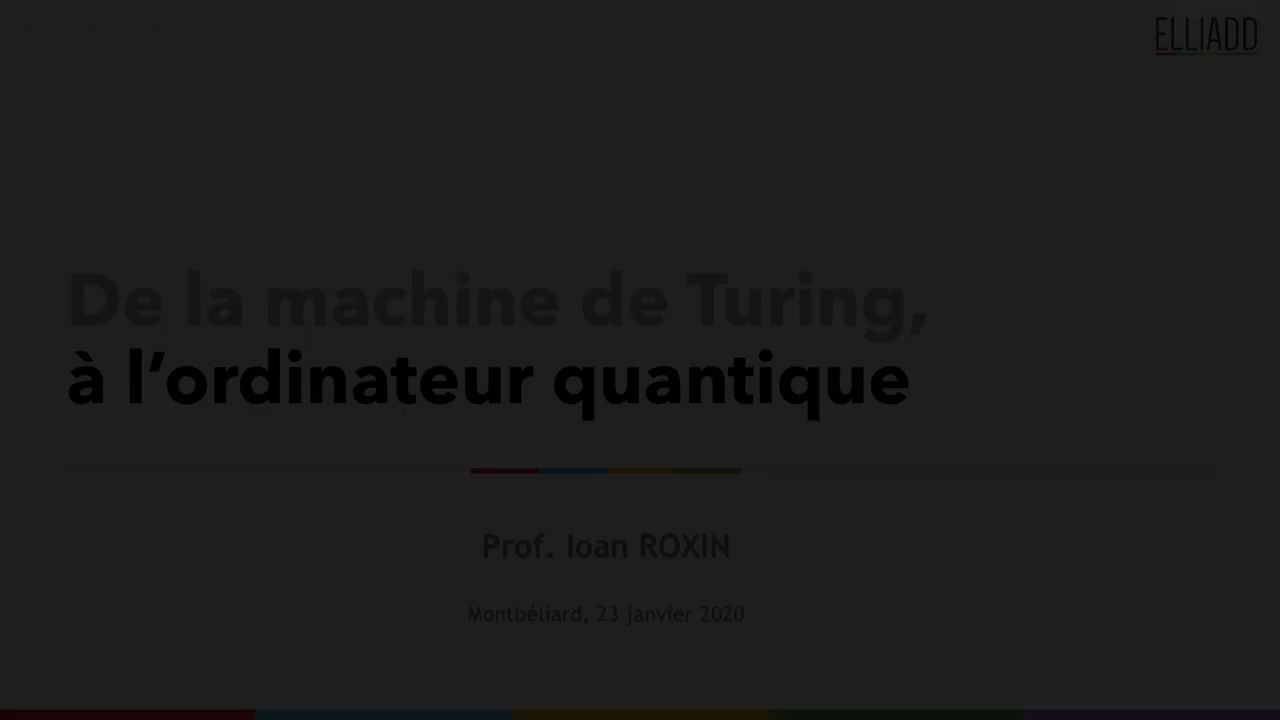 ELLIADD
De la machine de Turing,
à l’ordinateur quantique
Prof. Ioan ROXIN
Montbéliard, 23 janvier 2020